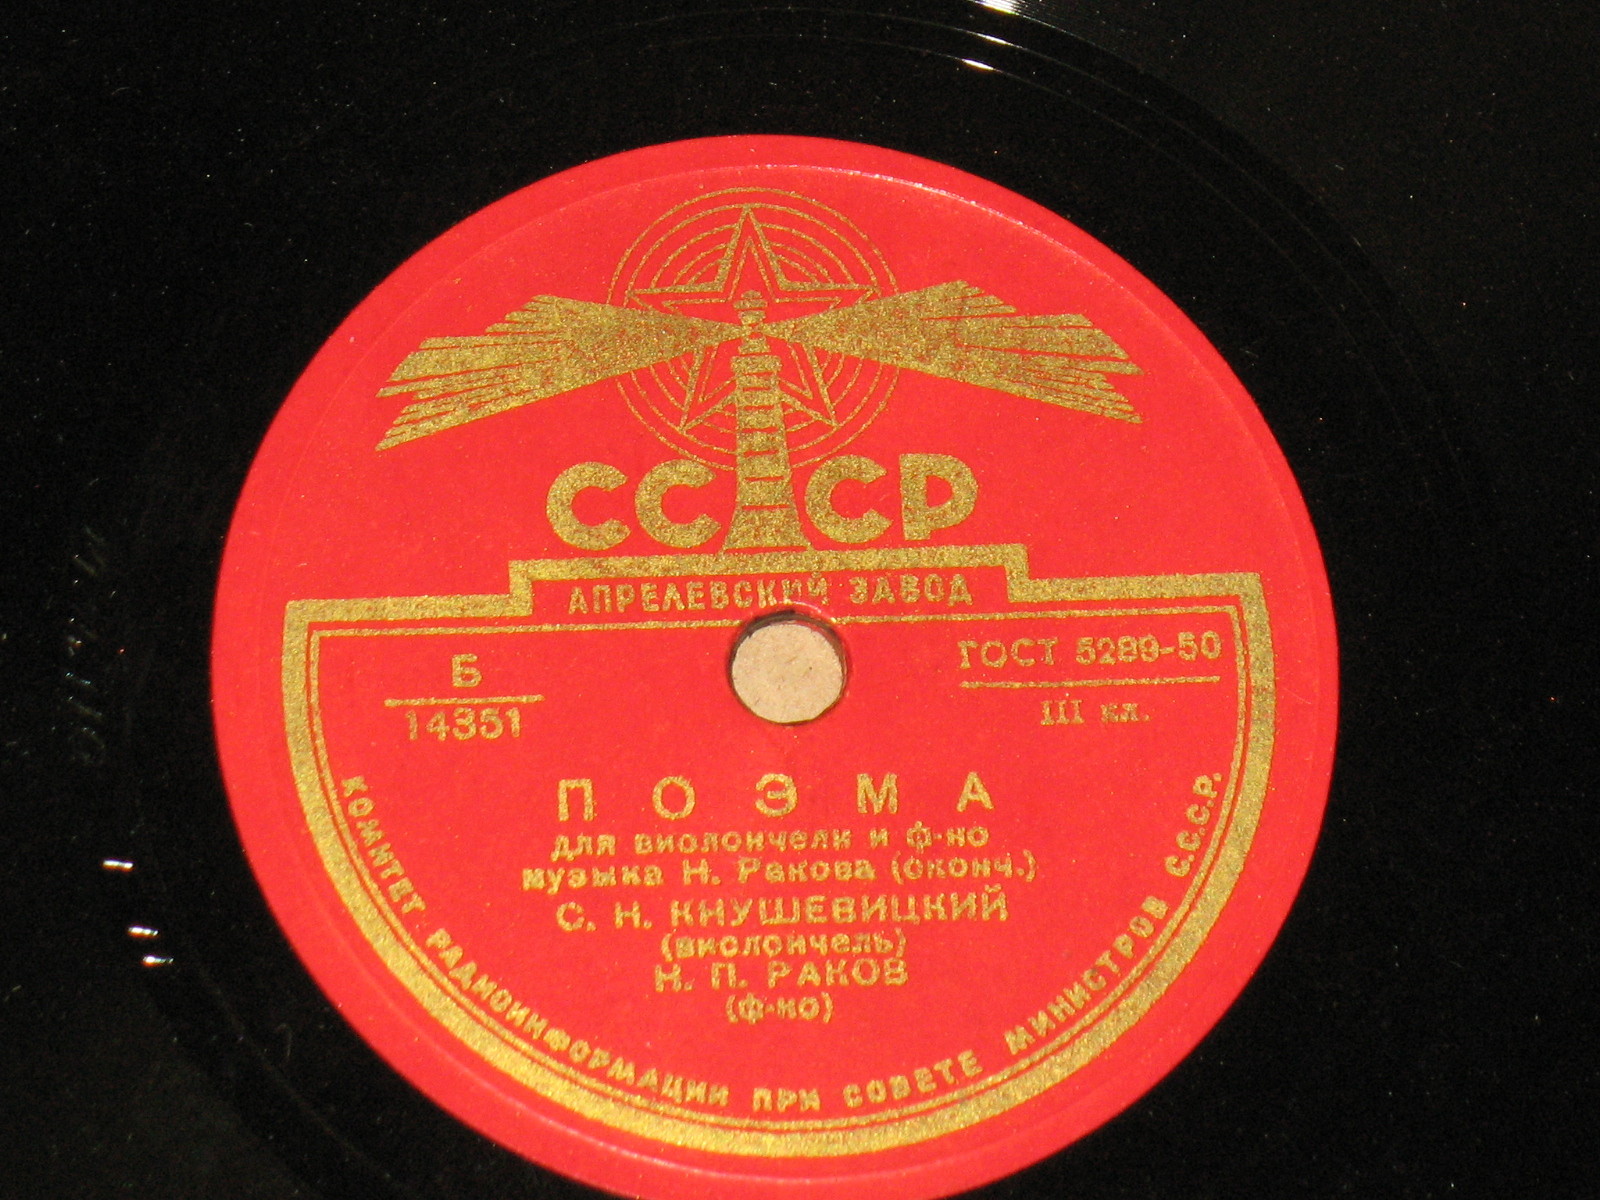 СССР
АПРЕЛЕВСКИЙ ЗАВОД
Б
14351
ГОСТ 5289-50
III кл.
ПОЭМА
для виолончели и ф-но
музыка Н. Ракова (оконч.)
С. Н. КНУШЕВИЦКИЙ
(виолончель)
Н. П. РАКОВ
(ф-но)
КОМИТЕТ РАДИОИНФОРМАЦИИ ПРИ СОВЕТЕ МИНИСТРОВ С.С.С.Р.